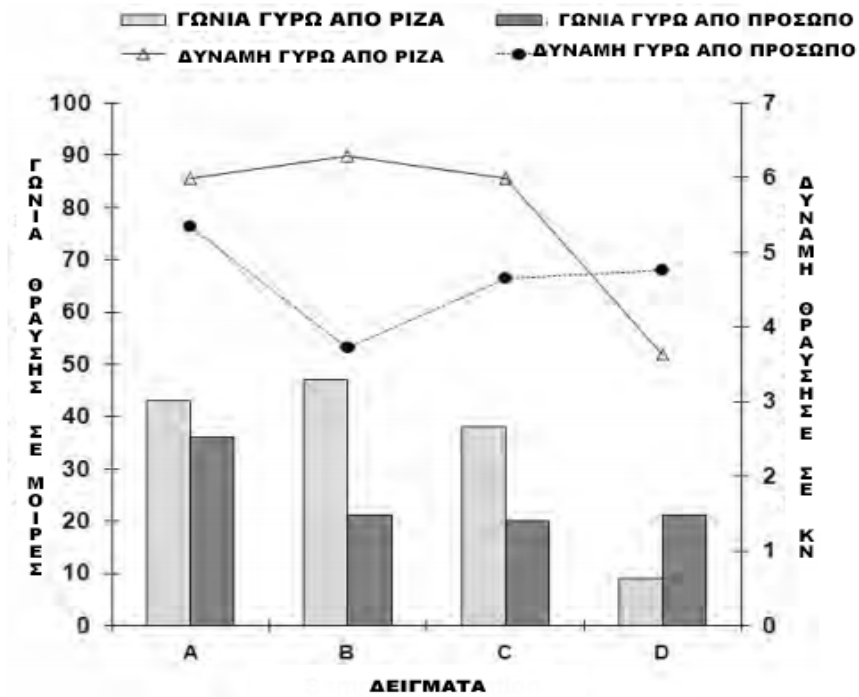 ΓΩΝΙΑ ΓΥΡΩ ΑΠΟ ΡΙΖΑ
ΓΩΝΙΑ ΓΥΡΩ ΑΠΟ ΠΡΟΣΩΠΟ
ΔΥΝΑΜΗ ΓΥΡΩ ΑΠΟ ΡΙΖΑ
ΔΥΝΑΜΗ ΓΥΡΩ ΑΠΟ ΠΡΟΣΩΠΟ
ΓΩΝΙΑ ΘΡΑΥΣΗΣ ΣΕ ΜΟΙΡΕΣ
100
90
80
70
60
50
40
30
20
10
0
7
6
5
4
3
2
1
0
ΔΥΝΑΜΗ ΘΡΑΥΣΗΣΕ ΣΕ ΚΝ
A B C D
ΔΕΙΓΜΑΤΑ